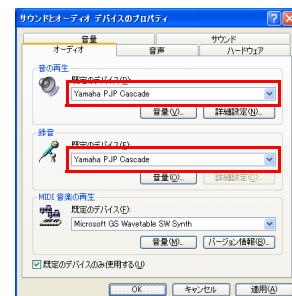 サウンドとオーディオ デバイスのプロパティ
音量 サウンド
オーディオ 音声 ハードウェア
音の再生
既定のデバイス(D):
Yamaha PJP Cascade
音量(V)... 詳細設定(N)...
録音
既定のデバイス(E):
Yamaha PJP Cascade
音量(O)... 詳細設定(C)...
MIDI 音楽の再生
既定のデバイス(F):
Microsoft GS Wavetable SW Synth
音量(M)... バージョン情報(B)...
既定のデバイスのみ使用する(U)
OK キャンセル 適用(A)